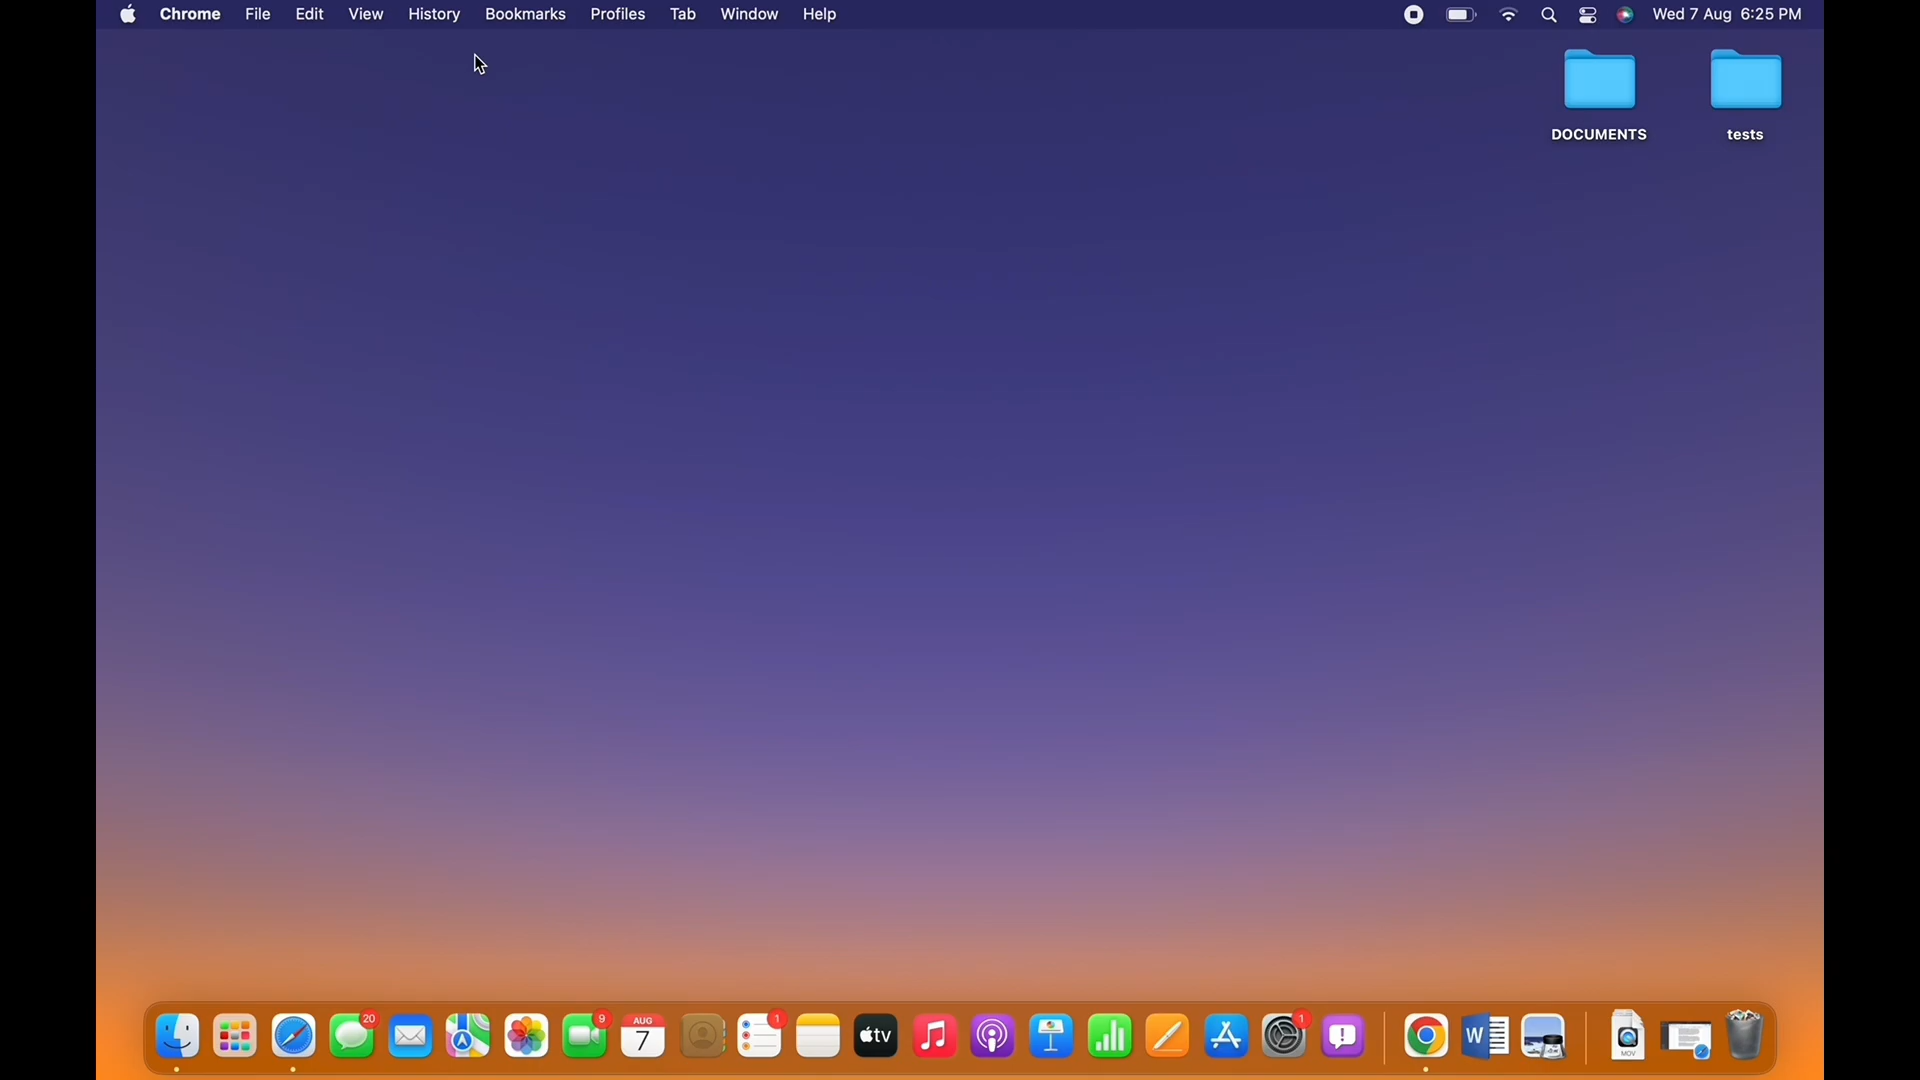 Chrome File Edit View History Bookmarks Profiles Tab Window Help Wed 7 Aug 6:25 PM
DOCUMENTS tests
20 9 AUG 7 1 tv 1 W MOV